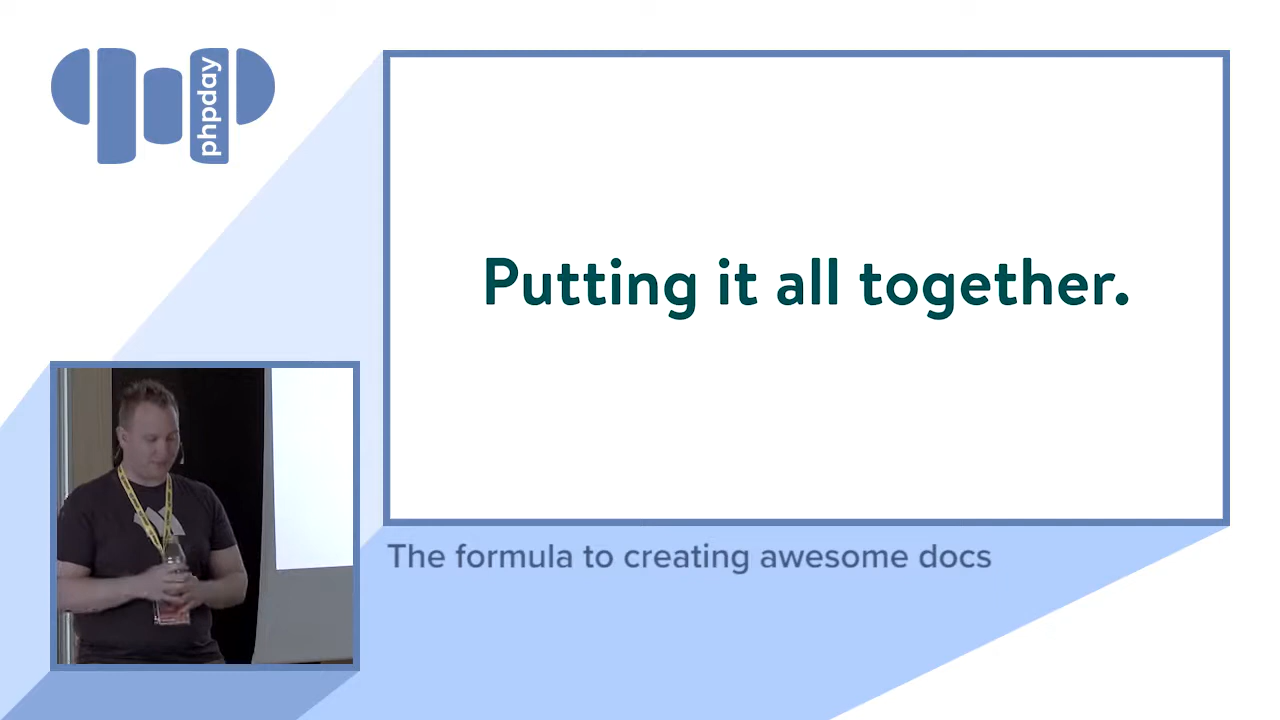 phpday
Putting it all together.
The formula to creating awesome docs